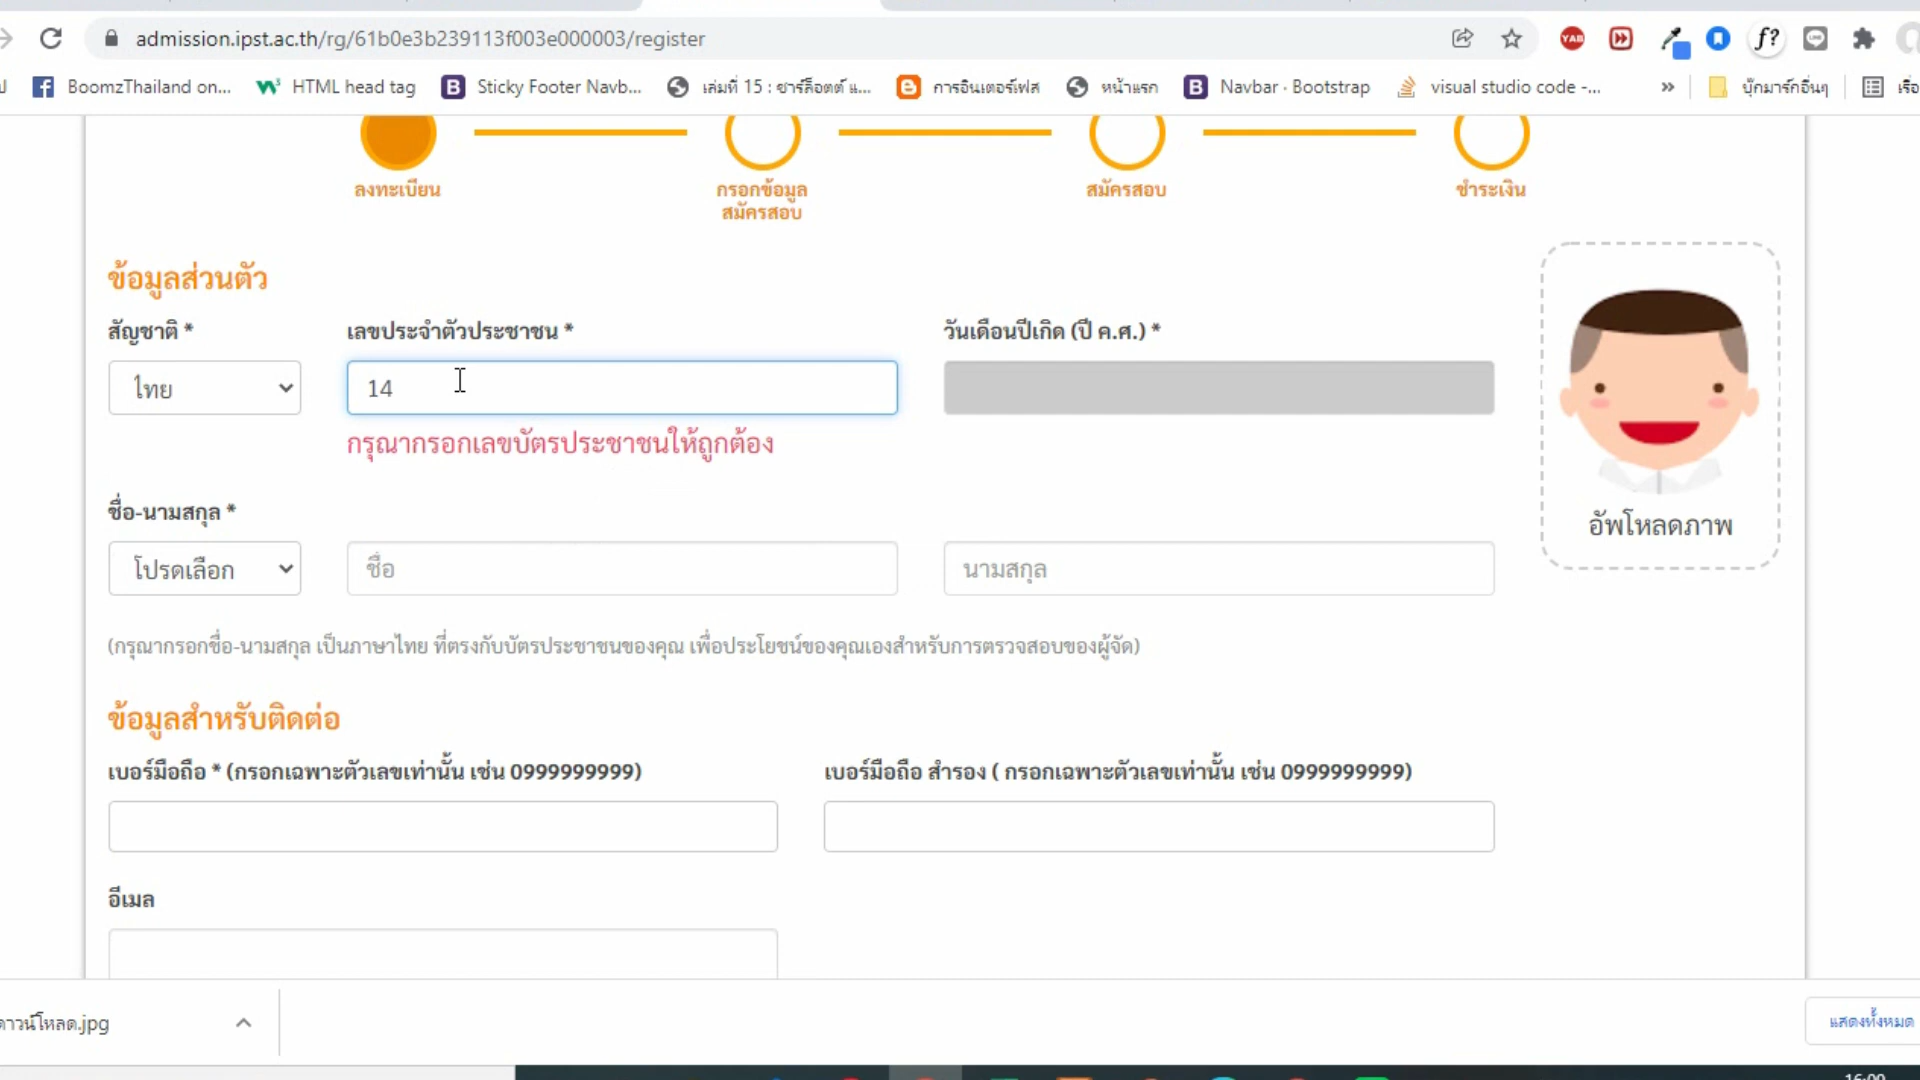 admission.ipst.ac.th/rg/61b0e3b239113f003e000003/register
BoomzThailand on... HTML head tag Sticky Footer Navb... เล่มที่ 15 : ชาร์ล็อตต์ แ... การอินเตอร์เฟส หน้าแรก Navbar · Bootstrap visual studio code -... » บุ๊กมาร์กอื่นๆ
ลงทะเบียน
กรอกข้อมูล
สมัครสอบ
สมัครสอบ
ชำระเงิน
ข้อมูลส่วนตัว
สัญชาติ * เลขประจำตัวประชาชน * วันเดือนปีเกิด (ปี ค.ศ.) *
ไทย 14
กรุณากรอกเลขบัตรประชาชนให้ถูกต้อง
ชื่อ-นามสกุล *
โปรดเลือก ชื่อ นามสกุล
อัพโหลดภาพ
(กรุณากรอกชื่อ-นามสกุล เป็นภาษาไทย ที่ตรงกับบัตรประชาชนของคุณ เพื่อประโยชน์ของคุณเองสำหรับการตรวจสอบของผู้จัด)
ข้อมูลสำหรับติดต่อ
เบอร์มือถือ * (กรอกเฉพาะตัวเลขเท่านั้น เช่น 0999999999) เบอร์มือถือ สำรอง ( กรอกเฉพาะตัวเลขเท่านั้น เช่น 0999999999)
อีเมล
ดาวน์โหลด.jpg แสดงทั้งหมด